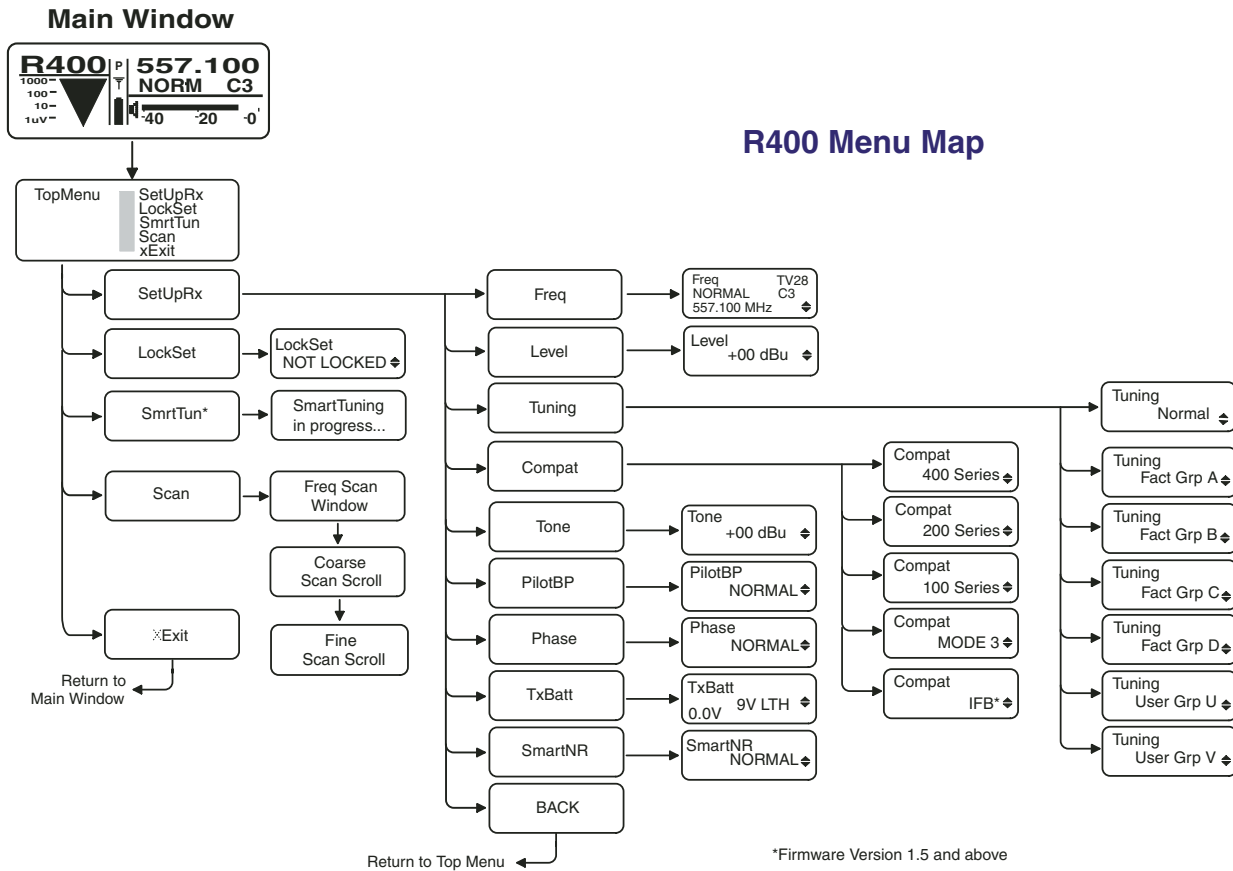 Main Window
R400 P 557.100
NORM C3
1000
100
10
1uV
-40 -20 -0
R400 Menu Map
TopMenu
SetUpRx
LockSet
SmrtTun
Scan
xExit
SetUpRx
LockSet
LockSet
NOT LOCKED
SmrtTun*
SmartTuning
in progress...
Scan
Freq Scan
Window
Coarse
Scan Scroll
Fine
Scan Scroll
xExit
Return to
Main Window
Freq
Freq TV28
NORMAL C3
557.100 MHz
Level
Level
+00 dBu
Tuning
Compat
Tone
Tone
+00 dBu
PilotBP
PilotBP
NORMAL
Phase
Phase
NORMAL
TxBatt
TxBatt
9V LTH
0.0V
SmartNR
SmartNR
NORMAL
BACK
Return to Top Menu
Compat
400 Series
Compat
200 Series
Compat
100 Series
Compat
MODE 3
Compat
IFB*
Tuning
Normal
Tuning
Fact Grp A
Tuning
Fact Grp B
Tuning
Fact Grp C
Tuning
Fact Grp D
Tuning
User Grp U
Tuning
User Grp V
*Firmware Version 1.5 and above